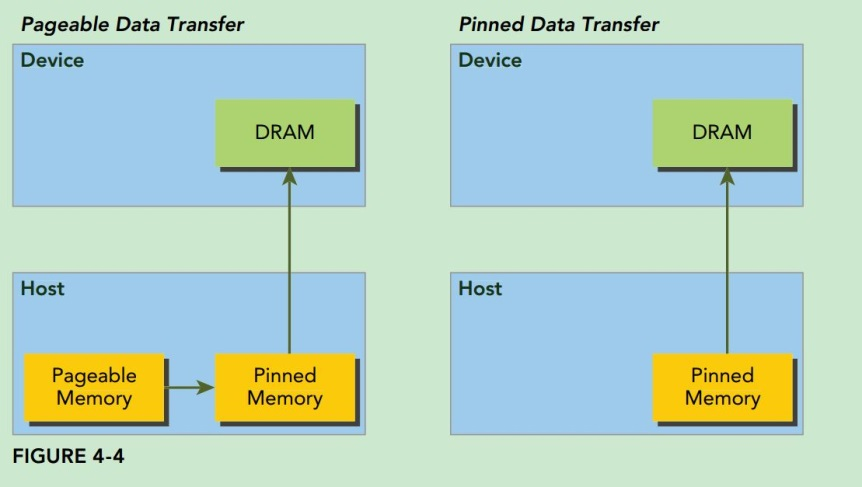 Pageable Data Transfer
Device
DRAM
Host
Pageable
Memory
Pinned
Memory
Pinned Data Transfer
Device
DRAM
Host
Pinned
Memory
FIGURE 4-4